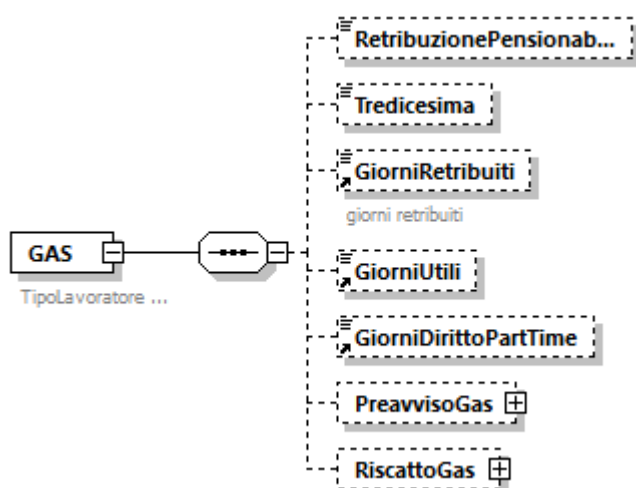 RetribuzionePensionab...
Tredicesima
GiorniRetribuiti
giorni retribuiti
GAS
TipoLavoratore ...
GiorniUtili
GiorniDirittoPartTime
PreavvisoGas
RiscattoGas